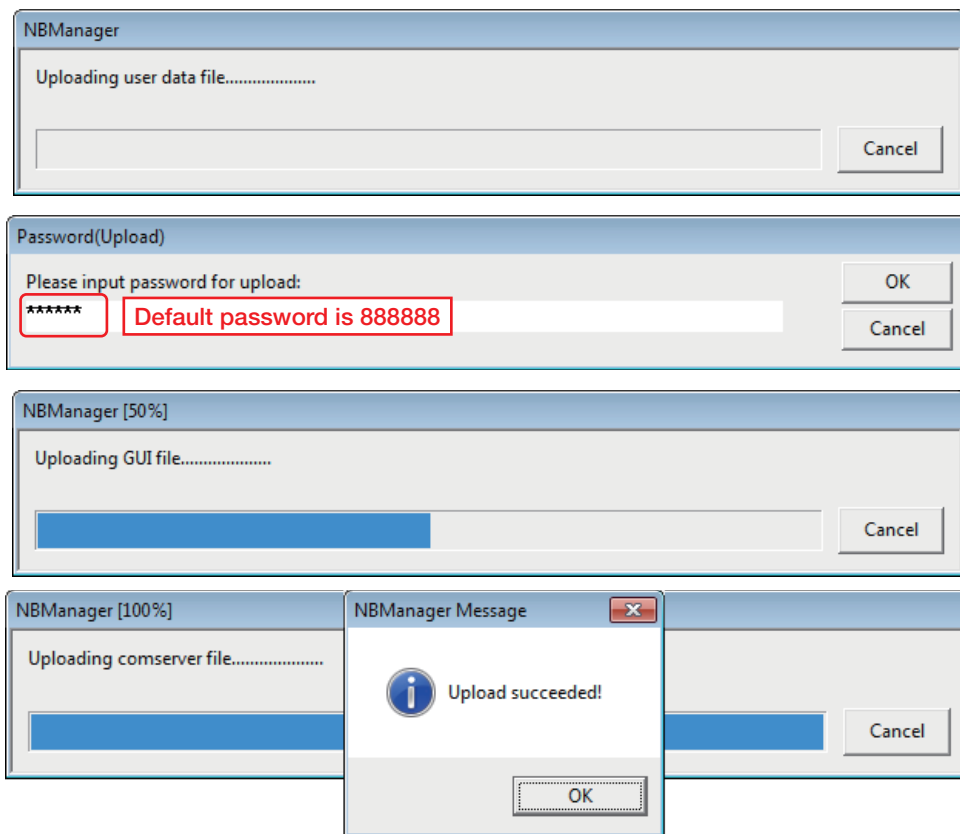 NBManager
Uploading user data file....................
Cancel
Password(Upload)
Please input password for upload:
OK
****** Default password is 888888
Cancel
NBManager [50%]
Uploading GUI file....................
Cancel
NBManager [100%]
Uploading comserver file....................
Cancel
NBManager Message
Upload succeeded!
OK